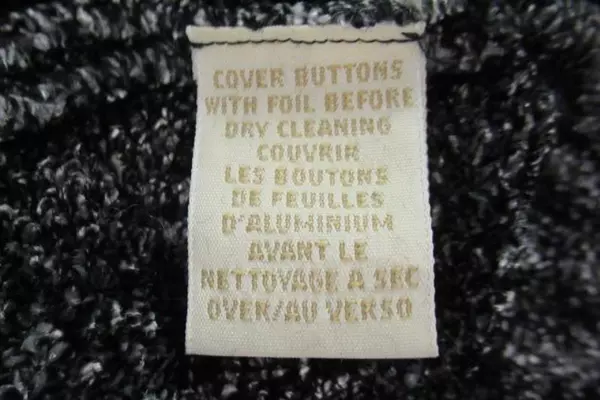 COVER BUTTONS
WITH FOIL BEFORE
DRY CLEANING
COUVRIR
LES BOUTONS
DE FEUILLES
D'ALUMINIUM
AVANT LE
NETTOYAGE A SEC
OVER/AU VERSO